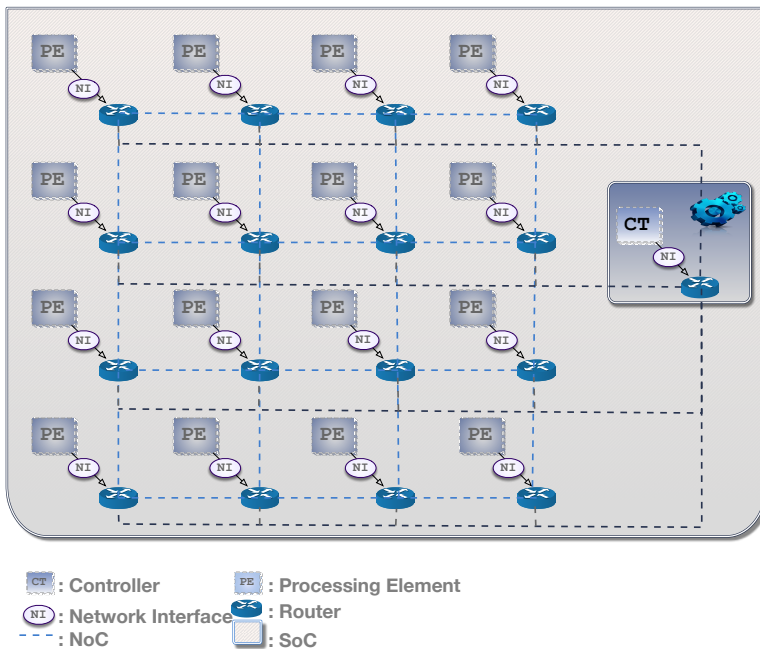 PE PE PE PE
NI NI NI NI
PE PE PE PE
CT
NI NI NI NI
NI
PE PE PE PE
NI NI NI NI
PE PE PE PE
NI NI NI NI
CT : Controller PE : Processing Element
NI : Network Interface : Router
: NoC : SoC